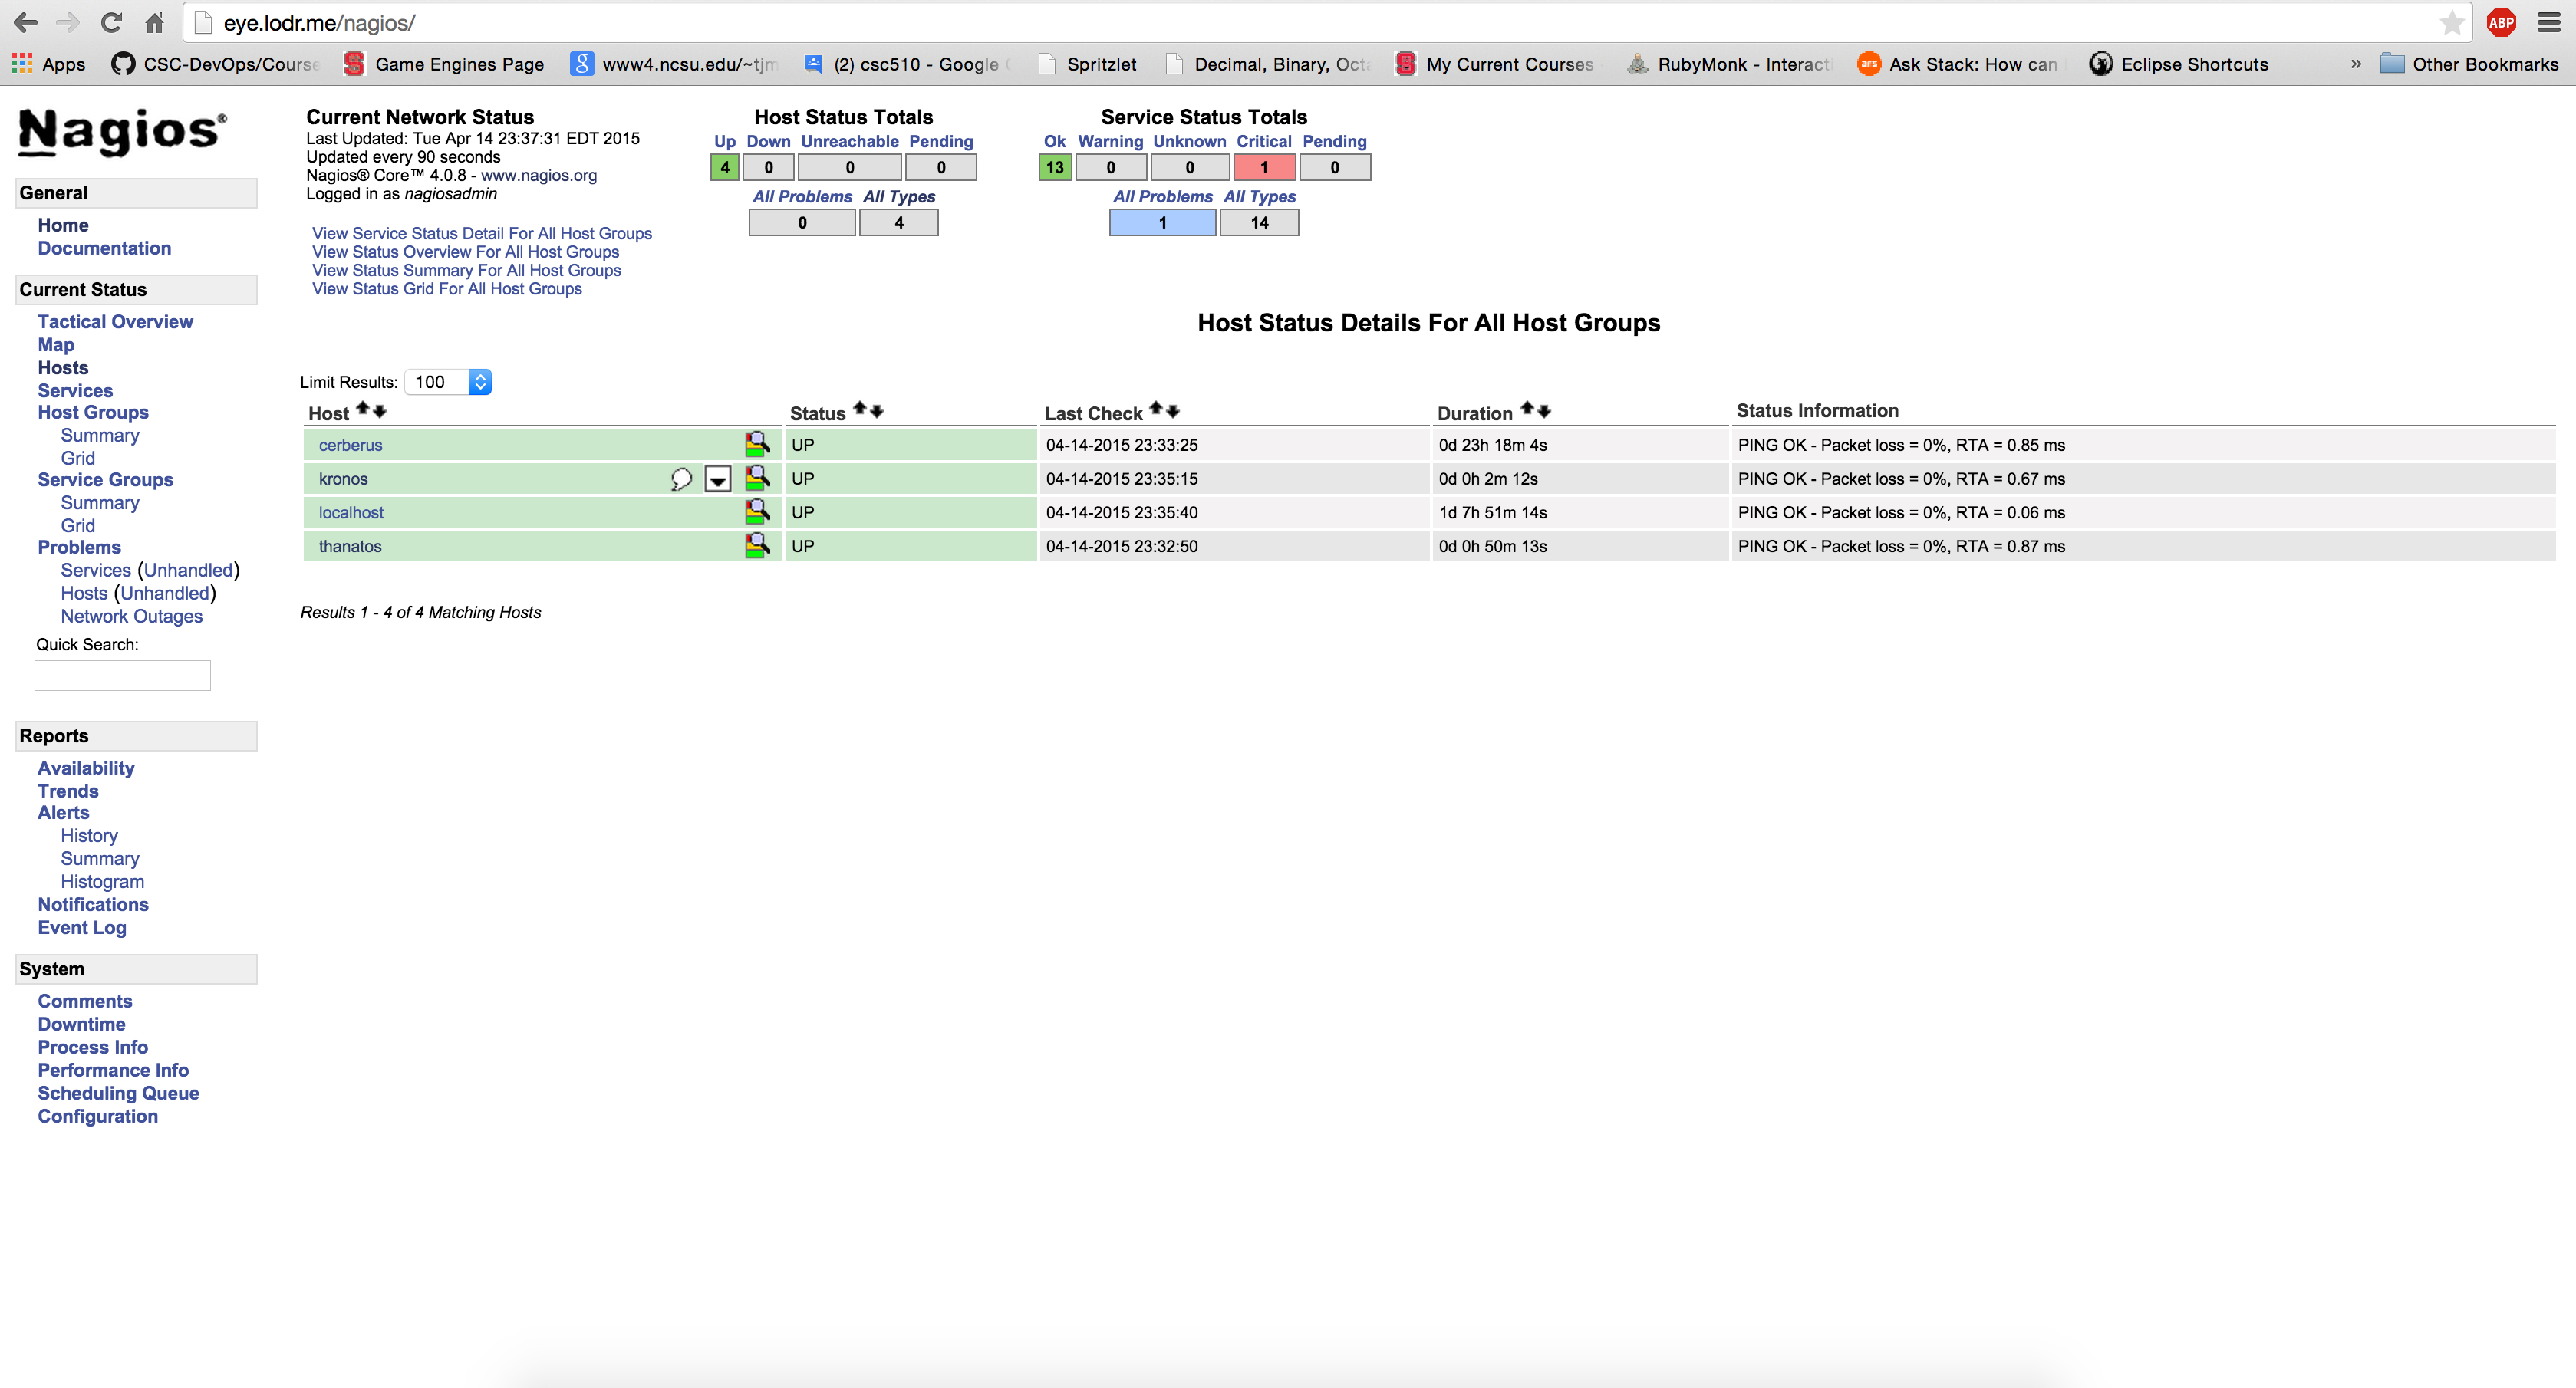 eye.lodr.me/nagios/
ABP
Apps CSC-DevOps/Course Game Engines Page www4.ncsu.edu/~tjm (2) csc510 - Google Spritzlet Decimal, Binary, Octa My Current Courses RubyMonk - Interacti Ask Stack: How can Eclipse Shortcuts » Other Bookmarks
Nagios®
General
Home
Documentation
Current Status
Tactical Overview
Map
Hosts
Services
Host Groups
Summary
Grid
Service Groups
Summary
Grid
Problems
Services (Unhandled)
Hosts (Unhandled)
Network Outages
Quick Search:
Reports
Availability
Trends
Alerts
History
Summary
Histogram
Notifications
Event Log
System
Comments
Downtime
Process Info
Performance Info
Scheduling Queue
Configuration
Current Network Status
Last Updated: Tue Apr 14 23:37:31 EDT 2015
Updated every 90 seconds
Nagios® Core™ 4.0.8 - www.nagios.org
Logged in as nagiosadmin
View Service Status Detail For All Host Groups
View Status Overview For All Host Groups
View Status Summary For All Host Groups
View Status Grid For All Host Groups
Host Status Totals
Up Down Unreachable Pending
4 0 0 0
All Problems All Types
0 4
Service Status Totals
Ok Warning Unknown Critical Pending
13 0 0 1 0
All Problems All Types
1 14
Host Status Details For All Host Groups
Limit Results: 100
Host Status Last Check Duration Status Information
cerberus UP 04-14-2015 23:33:25 0d 23h 18m 4s PING OK - Packet loss = 0%, RTA = 0.85 ms
kronos UP 04-14-2015 23:35:15 0d 0h 2m 12s PING OK - Packet loss = 0%, RTA = 0.67 ms
localhost UP 04-14-2015 23:35:40 1d 7h 51m 14s PING OK - Packet loss = 0%, RTA = 0.06 ms
thanatos UP 04-14-2015 23:32:50 0d 0h 50m 13s PING OK - Packet loss = 0%, RTA = 0.87 ms
Results 1 - 4 of 4 Matching Hosts